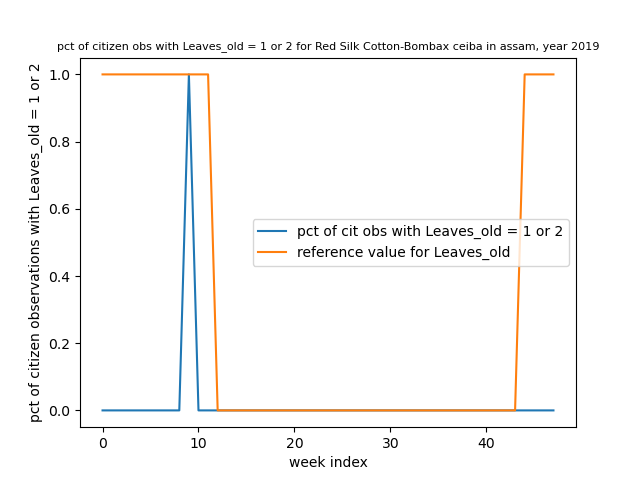 pct of citizen obs with Leaves_old = 1 or 2 for Red Silk Cotton-Bombax ceiba in assam, year 2019
pct of citizen observations with Leaves_old = 1 or 2
1.0
0.8
0.6
0.4
0.2
0.0
pct of cit obs with Leaves_old = 1 or 2
reference value for Leaves_old
0 10 20 30 40
week index